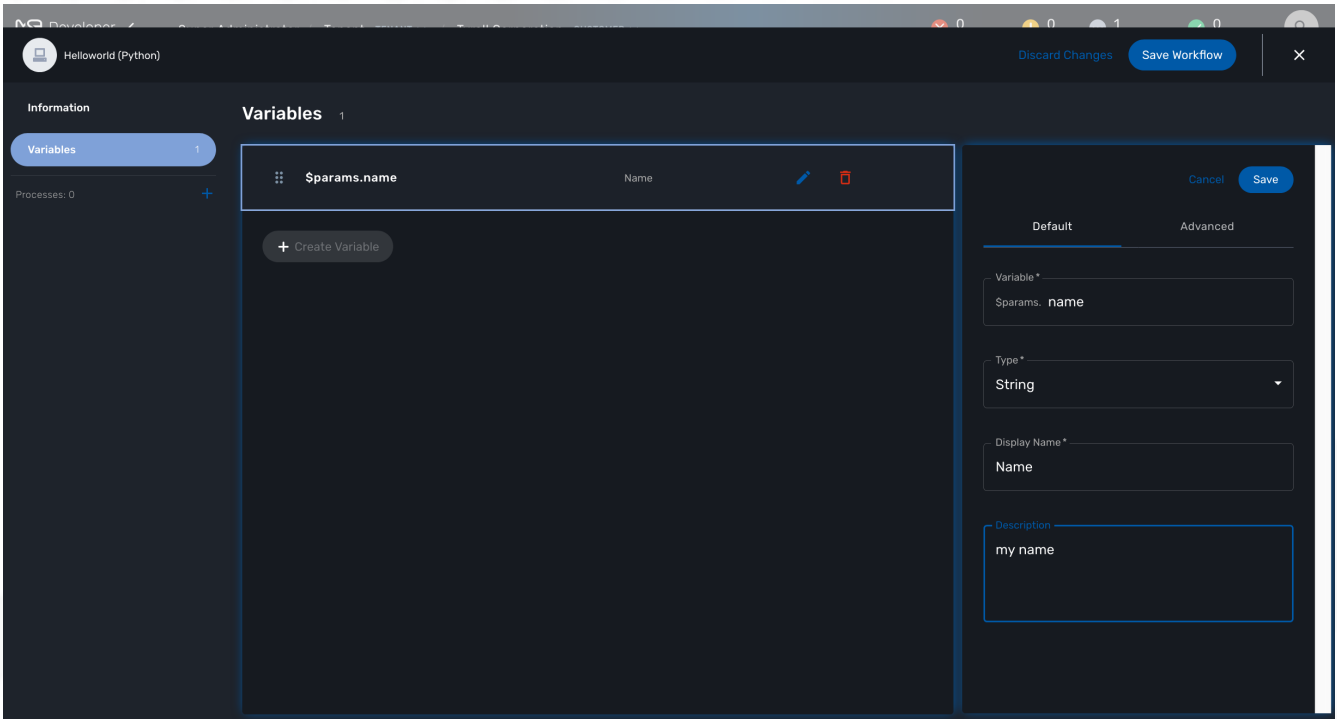 0 0 1 0
Helloworld (Python)
Discard Changes
Save Workflow
Information
Variables 1
Processes: 0
Variables 1
$params.name Name
Create Variable
Cancel Save
Default Advanced
Variable *
$params. name
Type *
String
Display Name *
Name
Description
my name